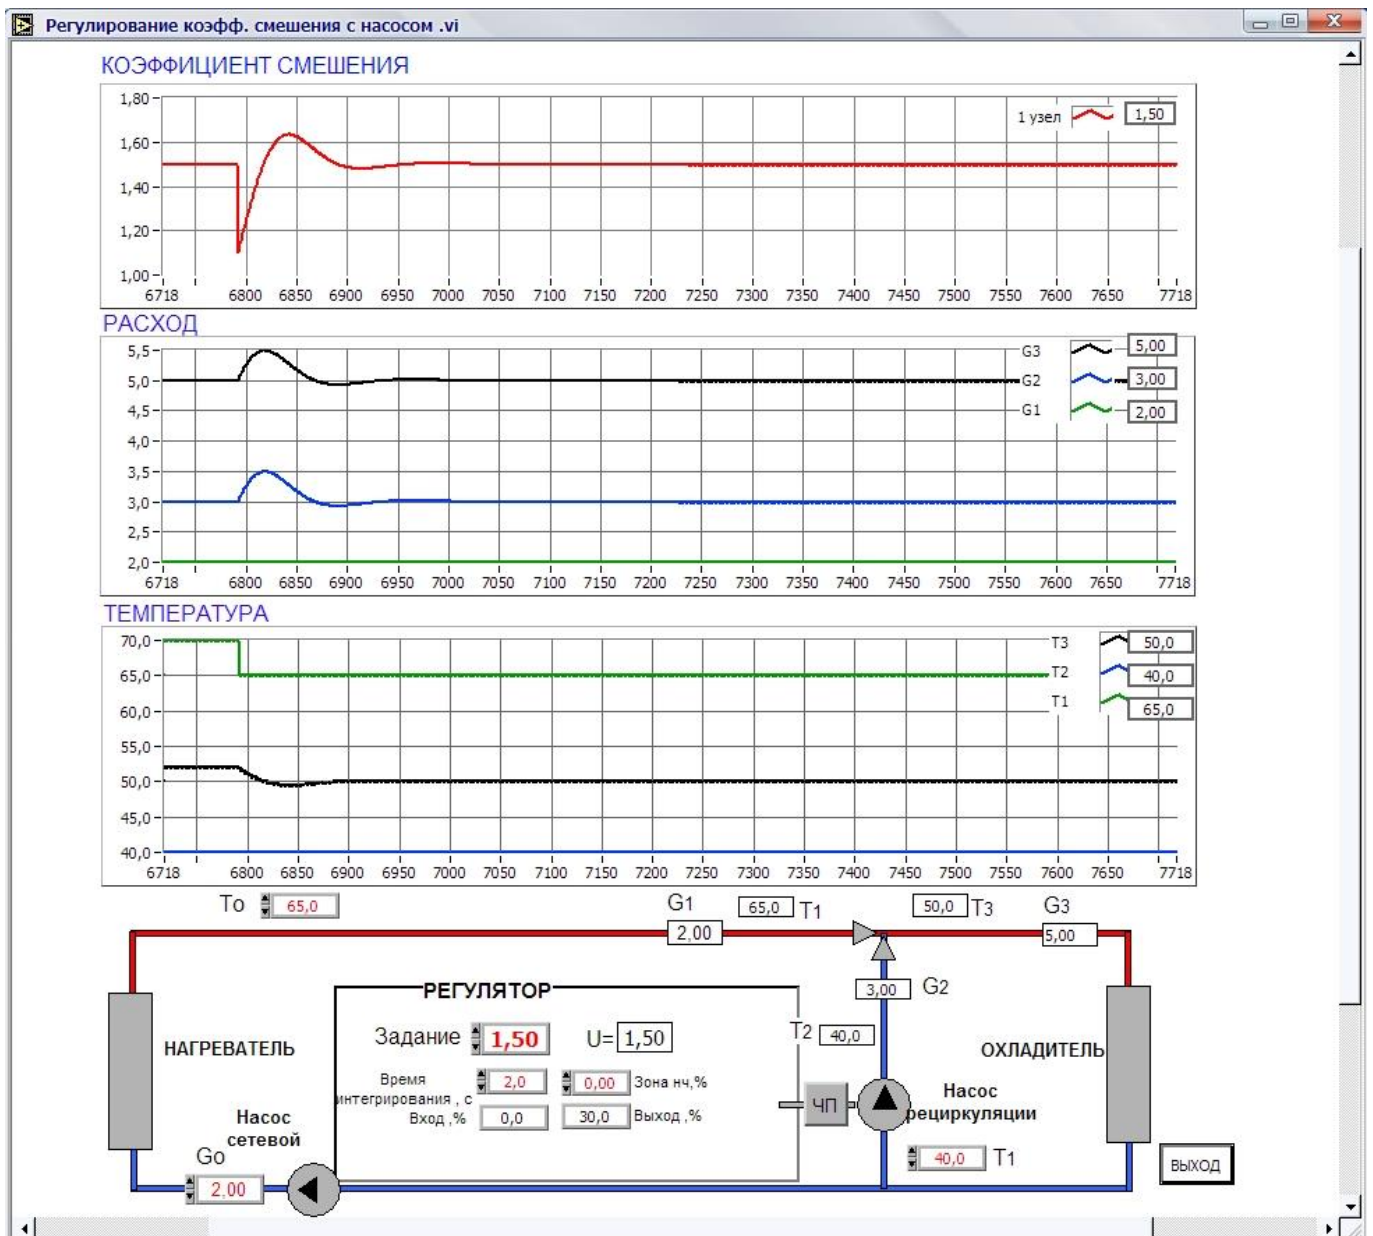 Регулирование коэфф. смешения с насосом .vi
КОЭФФИЦИЕНТ СМЕШЕНИЯ
1,80
1,60
1,40
1,20
1,00
1 узел 1,50
6718 6800 6850 6900 6950 7000 7050 7100 7150 7200 7250 7300 7350 7400 7450 7500 7550 7600 7650 7718
РАСХОД
5,5
5,0
4,5
4,0
3,5
3,0
2,5
2,0
G3 5,00
G2 3,00
G1 2,00
6718 6800 6850 6900 6950 7000 7050 7100 7150 7200 7250 7300 7350 7400 7450 7500 7550 7600 7650 7718
ТЕМПЕРАТУРА
70,0
65,0
60,0
55,0
50,0
45,0
40,0
T3 50,0
T2 40,0
T1 65,0
6718 6800 6850 6900 6950 7000 7050 7100 7150 7200 7250 7300 7350 7400 7450 7500 7550 7600 7650 7718
To 65,0
G1 2,00
65,0 T1
50,0 T3
G3 5,00
3,00 G2
T2 40,0
НАГРЕВАТЕЛЬ
РЕГУЛЯТОР
Задание 1,50 U= 1,50
Время
интегрирования , с
2,0 0,00 Зона нч,%
Вход ,% 0,0 30,0 Выход ,%
ОХЛАДИТЕЛЬ
ЧП
Насос
рециркуляции
Насос
сетевой
Go
2,00
40,0 T1
ВЫХОД